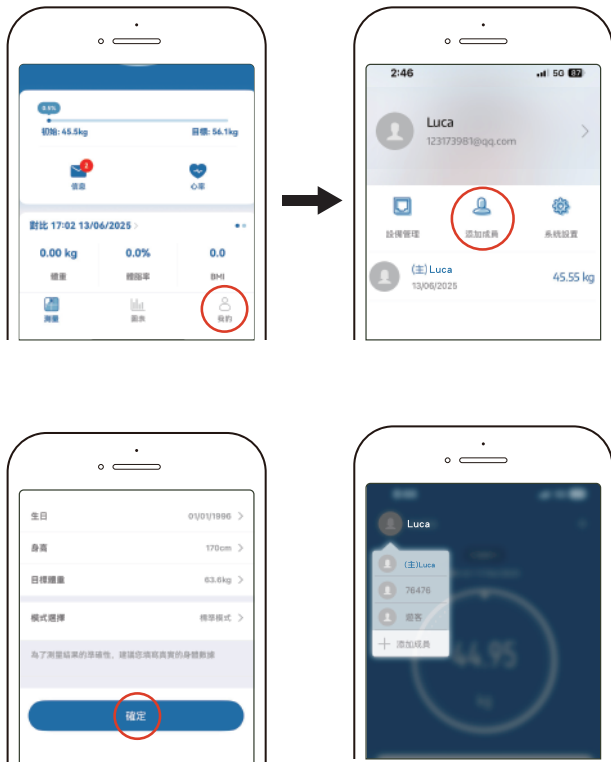 0.0%
初始: 45.5kg 目標: 56.1kg
2
信息 心率
對比 17:02 13/06/2025 >
0.00 kg 0.0% 0.0
體重 體脂率 BMI
測量 圖表 我的
2:46 5G 67
Luca
123173981@qq.com
設備管理 添加成員 系統設置
(主) Luca
13/06/2025
45.55 kg
生日 01/01/1996 >
身高 170cm >
目標體重 63.6kg >
模式選擇 標準模式 >
為了測量結果的準確性，建議您填寫真實的身體數據
確定
Luca
(主)Luca
76476
遊客
添加成員
44.95
kg